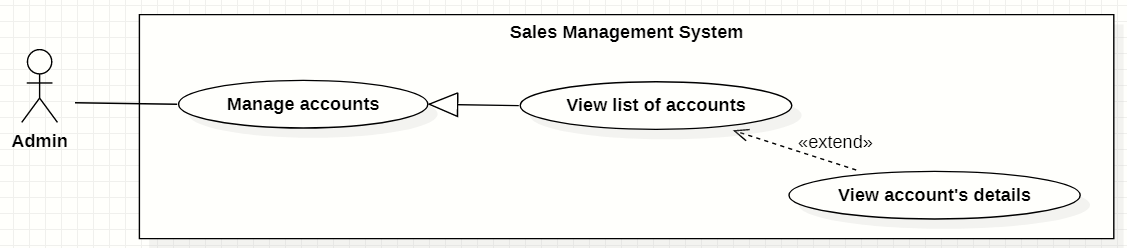 Sales Management System
Manage accounts
View list of accounts
Admin
«extend»
View account's details